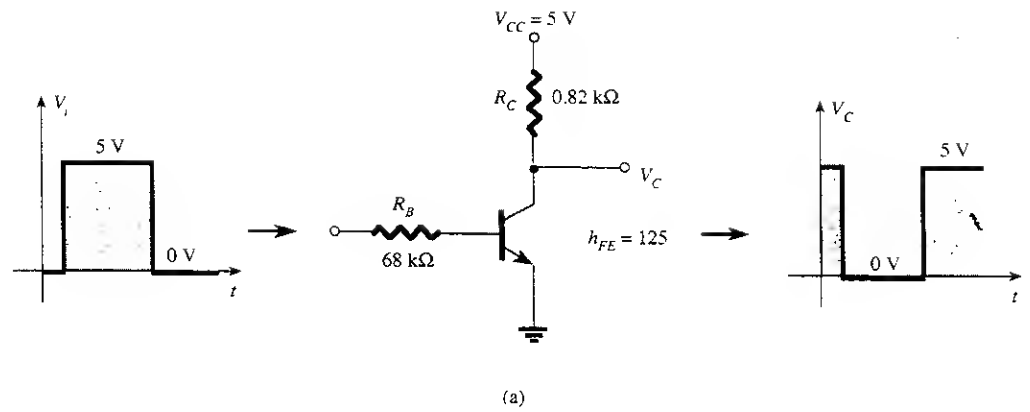 V_CC = 5 V
R_C 0.82 kΩ
V_i
5 V
0 V
t
R_B
68 kΩ
V_C
h_FE = 125
V_C
5 V
0 V
t
(a)